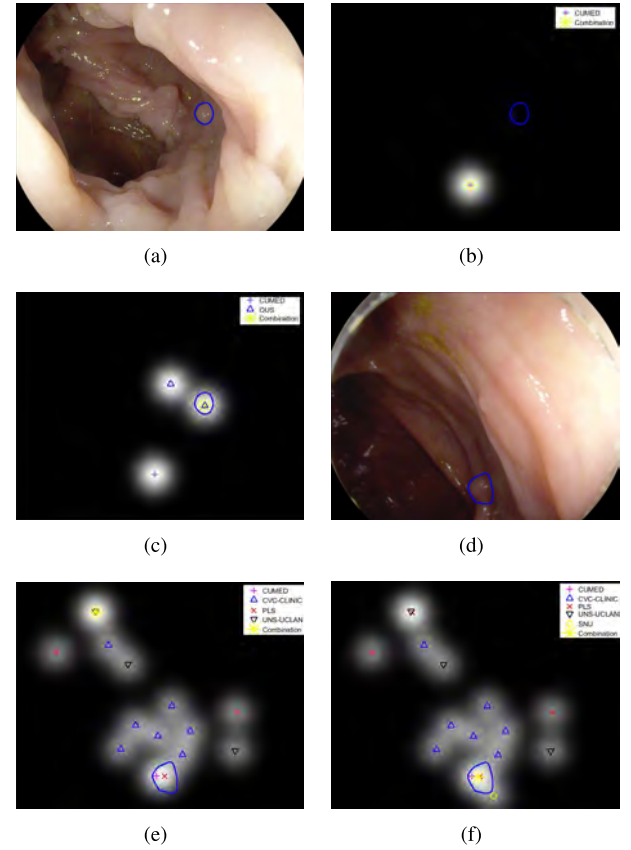 CUMED
Combination
(a)
(b)
CUMED
OUS
Combination
(c)
(d)
CUMED
CVC-CLINIC
PLS
UNS-UCLAN
Combination
CUMED
CVC-CLINIC
PLS
UNS-UCLAN
SNU
Combination
(e)
(f)